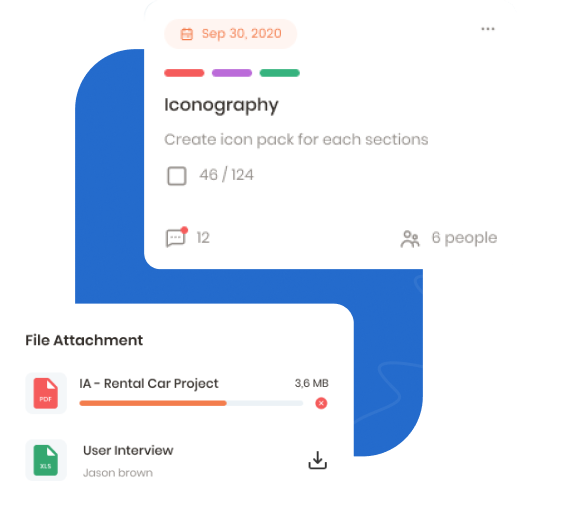 Sep 30, 2020
Iconography
Create icon pack for each sections
46 / 124
12
6 people
File Attachment
PDF
IA - Rental Car Project
3,6 MB
XLS
User Interview
Jason brown